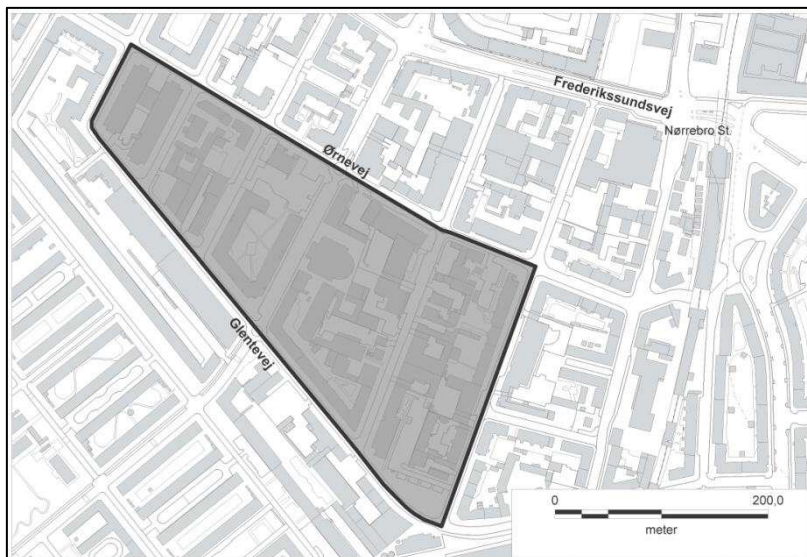 Frederikssundsvej
Nørrebro St.
Ørnevej
Glentevej
0 200,0
meter